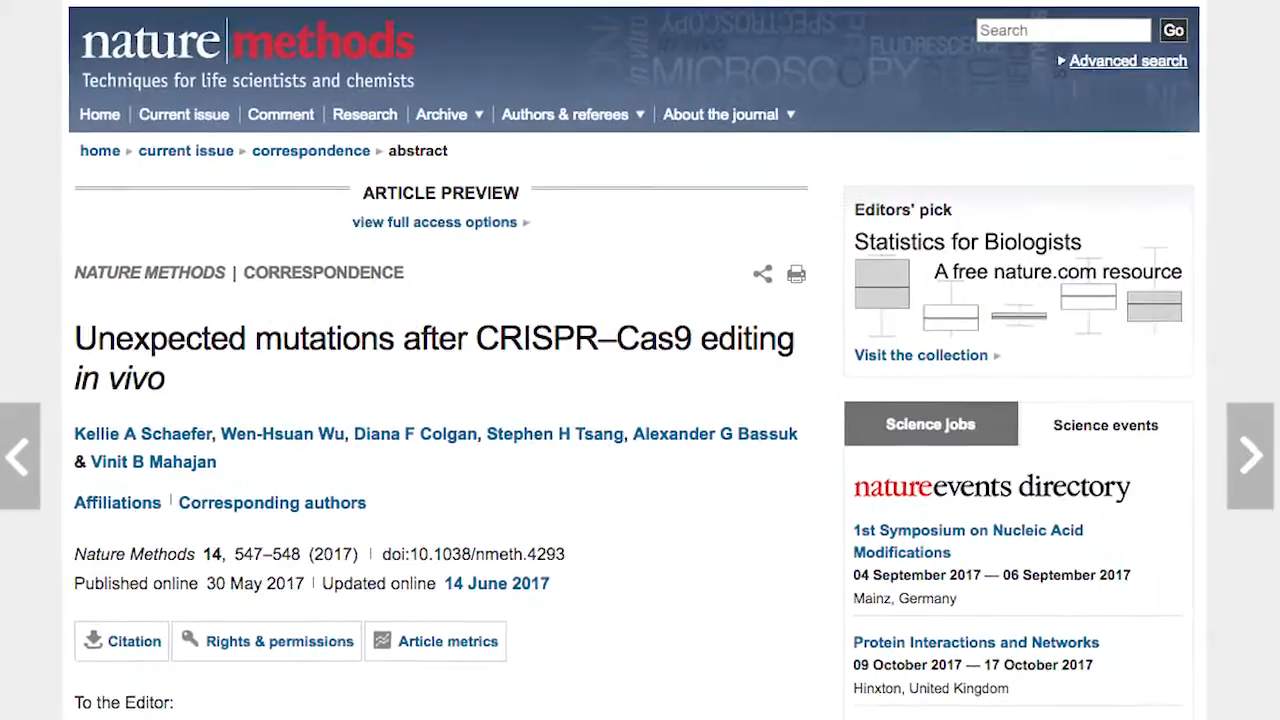 nature methods
Techniques for life scientists and chemists
Search
Go
Advanced search
MICROSCOPY
SPECTROSCOPY
FLUORESCENCE
in vitro
Home
Current issue
Comment
Research
Archive
Authors & referees
About the journal
home
current issue
correspondence
abstract
ARTICLE PREVIEW
view full access options
NATURE METHODS | CORRESPONDENCE
Unexpected mutations after CRISPR–Cas9 editing
in vivo
Kellie A Schaefer, Wen-Hsuan Wu, Diana F Colgan, Stephen H Tsang, Alexander G Bassuk
& Vinit B Mahajan
Affiliations
Corresponding authors
Nature Methods 14, 547–548 (2017) | doi:10.1038/nmeth.4293
Published online 30 May 2017 | Updated online 14 June 2017
Citation
Rights & permissions
Article metrics
To the Editor:
Editors' pick
Statistics for Biologists
A free nature.com resource
Visit the collection
Science jobs
Science events
natureevents directory
1st Symposium on Nucleic Acid
Modifications
04 September 2017 — 06 September 2017
Mainz, Germany
Protein Interactions and Networks
09 October 2017 — 17 October 2017
Hinxton, United Kingdom